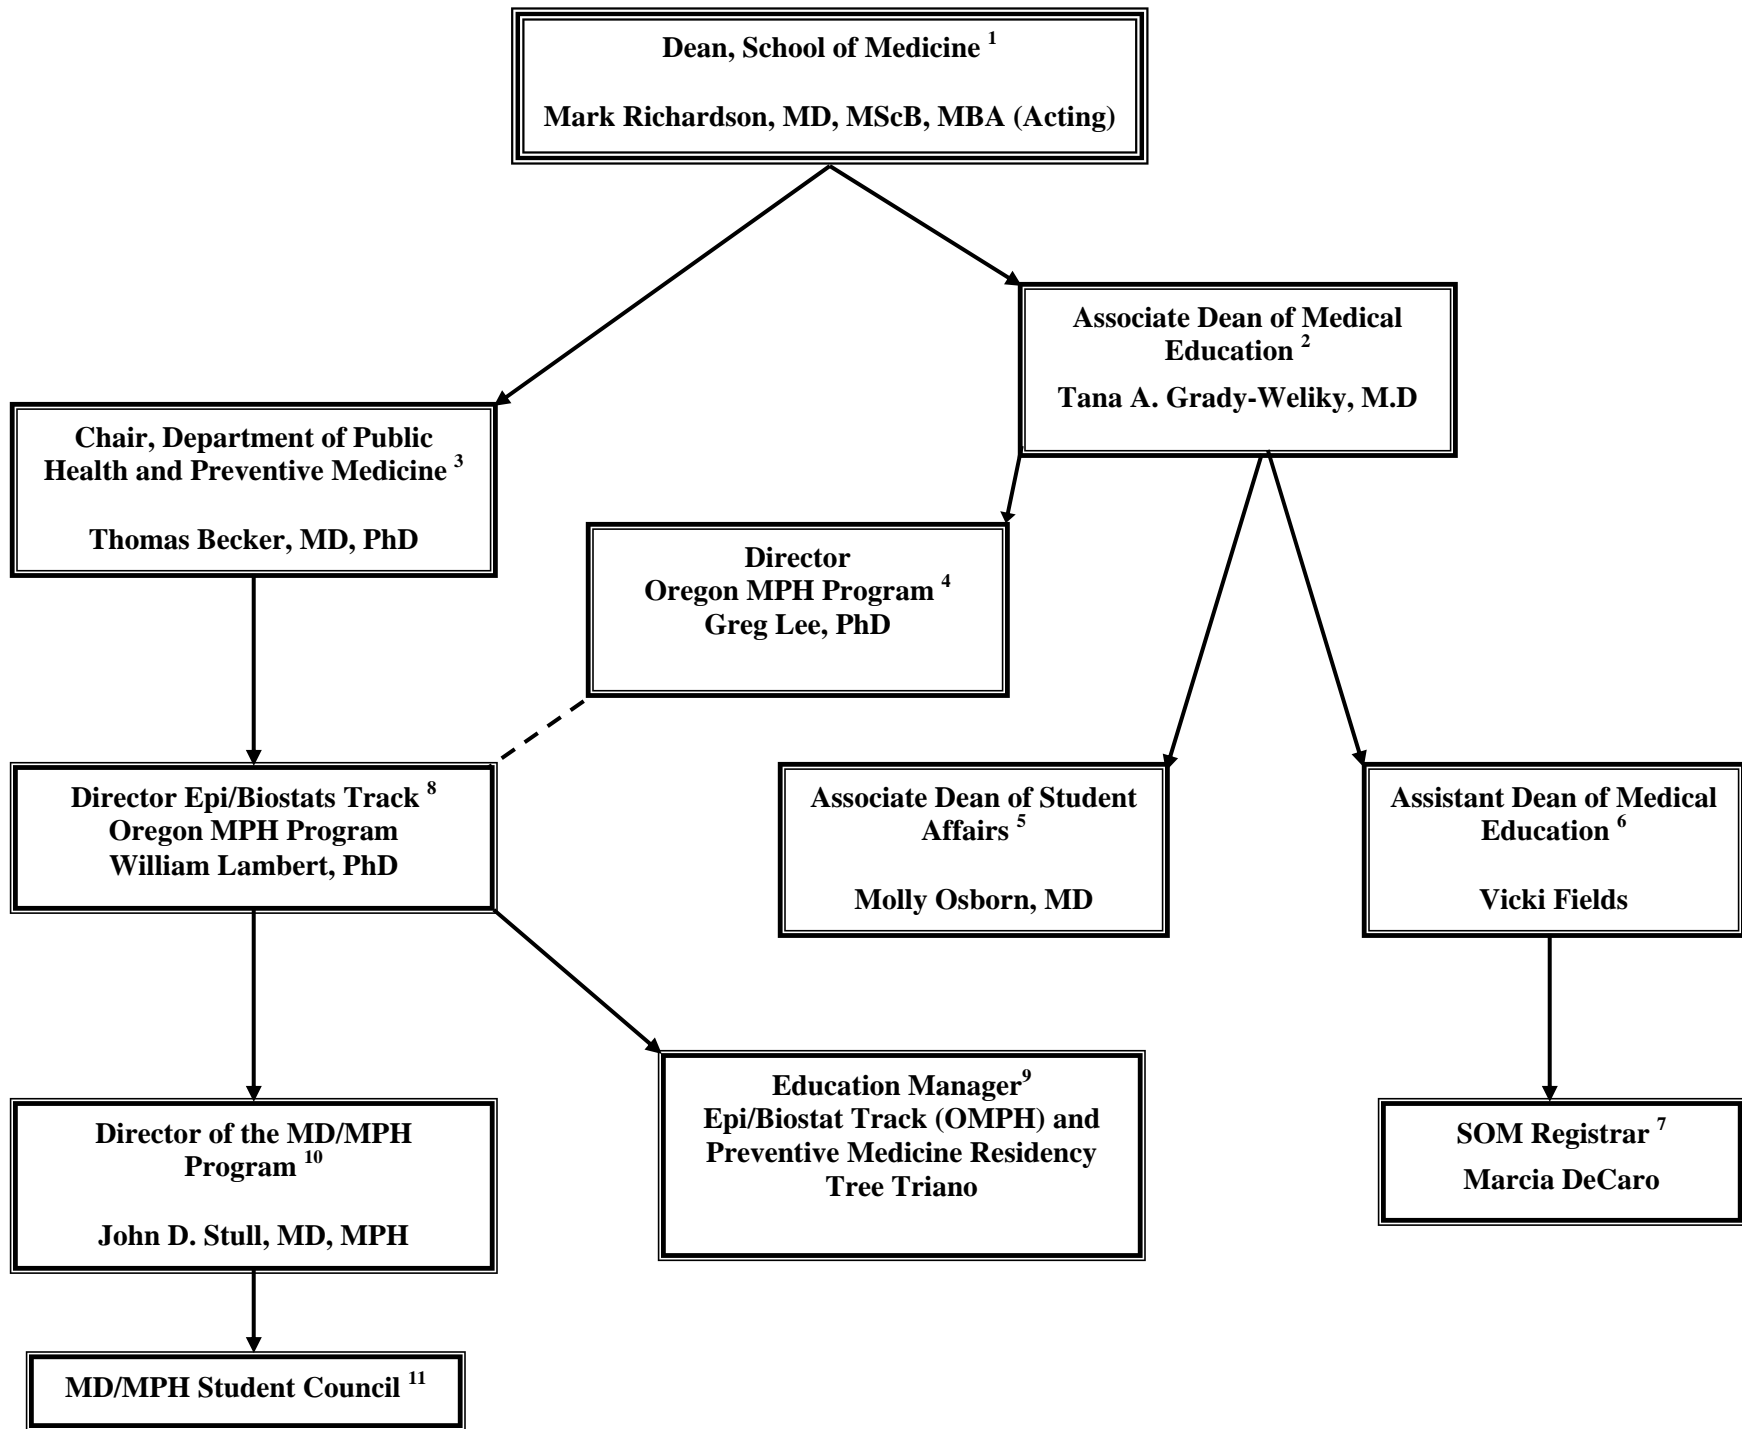 Dean, School of Medicine 1
Mark Richardson, MD, MScB, MBA (Acting)
Associate Dean of Medical
Education 2
Tana A. Grady-Weliky, M.D
Chair, Department of Public
Health and Preventive Medicine 3
Thomas Becker, MD, PhD
Director
Oregon MPH Program 4
Greg Lee, PhD
Director Epi/Biostats Track 8
Oregon MPH Program
William Lambert, PhD
Associate Dean of Student
Affairs 5
Molly Osborn, MD
Assistant Dean of Medical
Education 6
Vicki Fields
Education Manager9
Epi/Biostat Track (OMPH) and
Preventive Medicine Residency
Tree Triano
Director of the MD/MPH
Program 10
John D. Stull, MD, MPH
SOM Registrar 7
Marcia DeCaro
MD/MPH Student Council 11